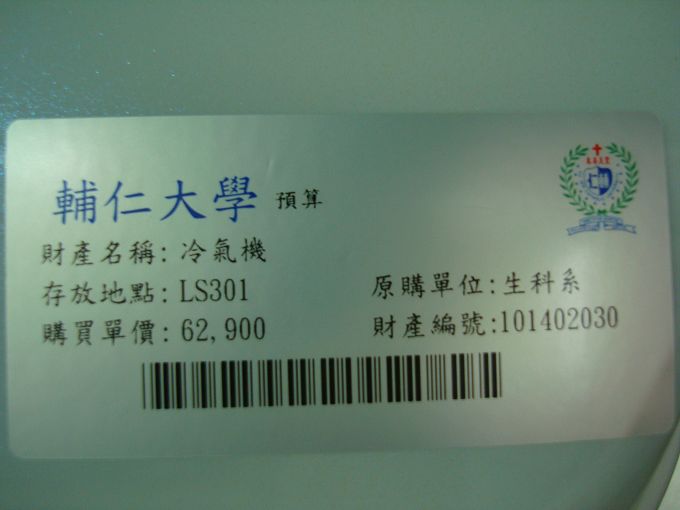 輔仁大學 預算
財產名稱: 冷氣機
存放地點: LS301
原購單位: 生科系
購買單價: 62,900
財產編號:101402030